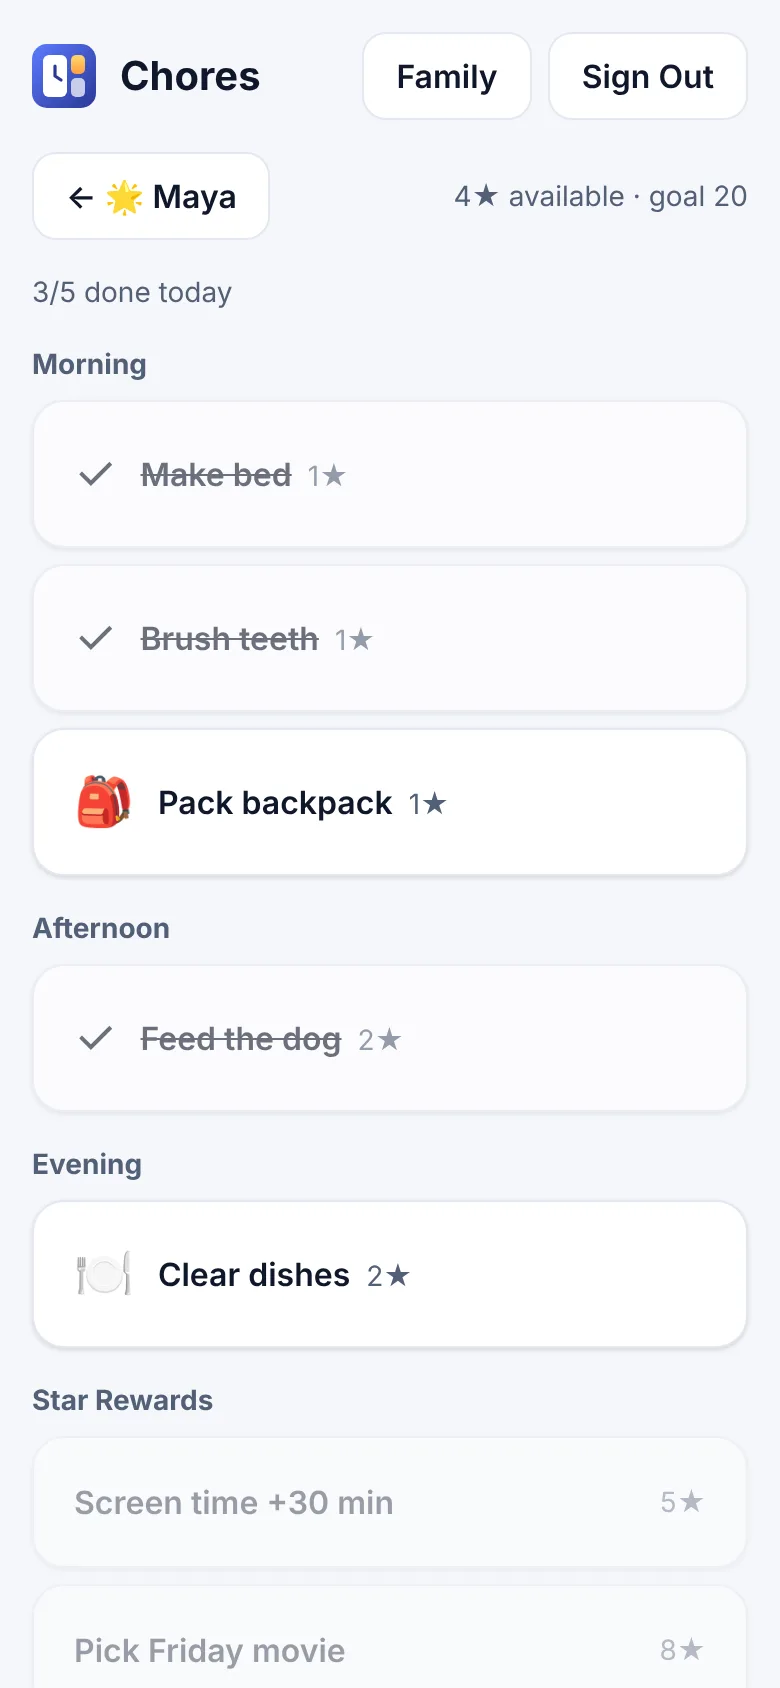 Chores
Family
Sign Out
← 🌟 Maya
4★ available · goal 20
3/5 done today
Morning
✓ Make bed 1★
✓ Brush teeth 1★
🎒 Pack backpack 1★
Afternoon
✓ Feed the dog 2★
Evening
🍽️ Clear dishes 2★
Star Rewards
Screen time +30 min 5★
Pick Friday movie 8★